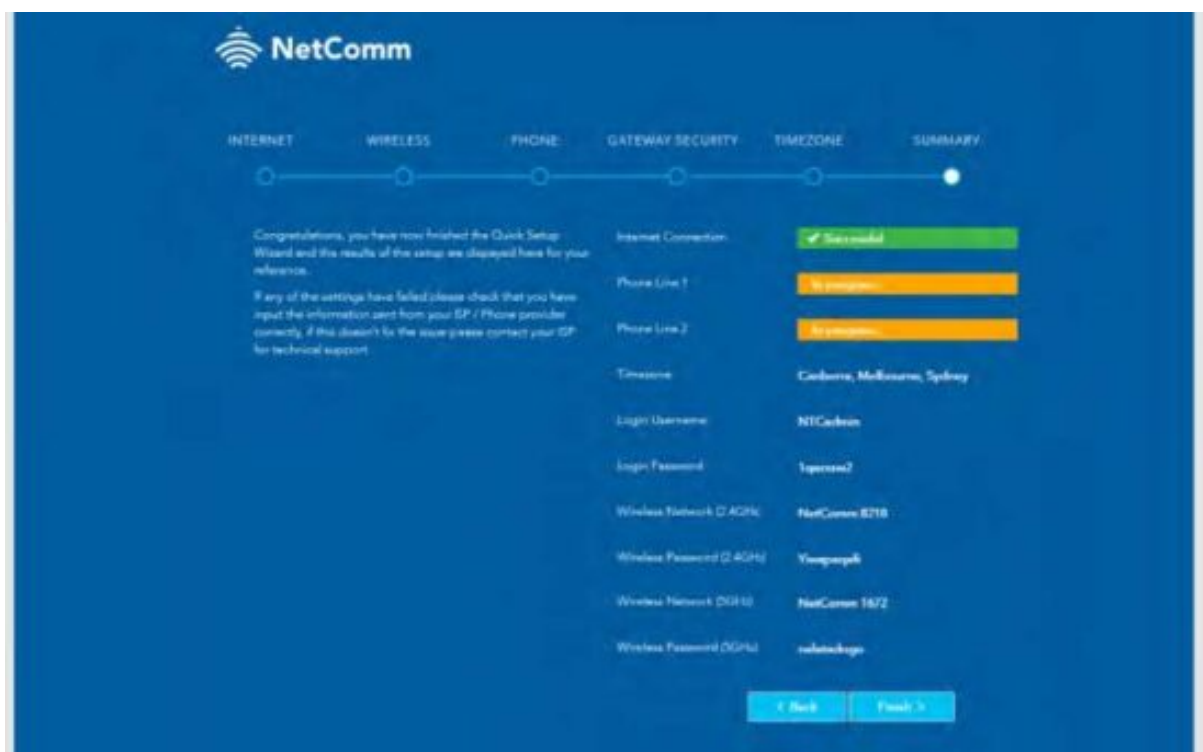 NetComm
INTERNET WIRELESS PHONE GATEWAY SECURITY TIMEZONE SUMMARY
Congratulations, you have now finished the Quick Setup
Wizard and the results of the setup are displayed here for your
reference.
If any of the settings have failed please check that you have
input the information sent from your ISP / Phone provider
correctly, if this doesn't fix the issue please contact your ISP
for technical support
Internet Connection Successful
Phone Line 1 In progress...
Phone Line 2 In progress...
Timezone Canberra, Melbourne, Sydney
Login Username NTCadmin
Login Password
Wireless Network (2.4GHz) NetComm 8218
Wireless Password (2.4GHz)
Wireless Network (5GHz) NetComm 1672
Wireless Password (5GHz)
< Back Finish >